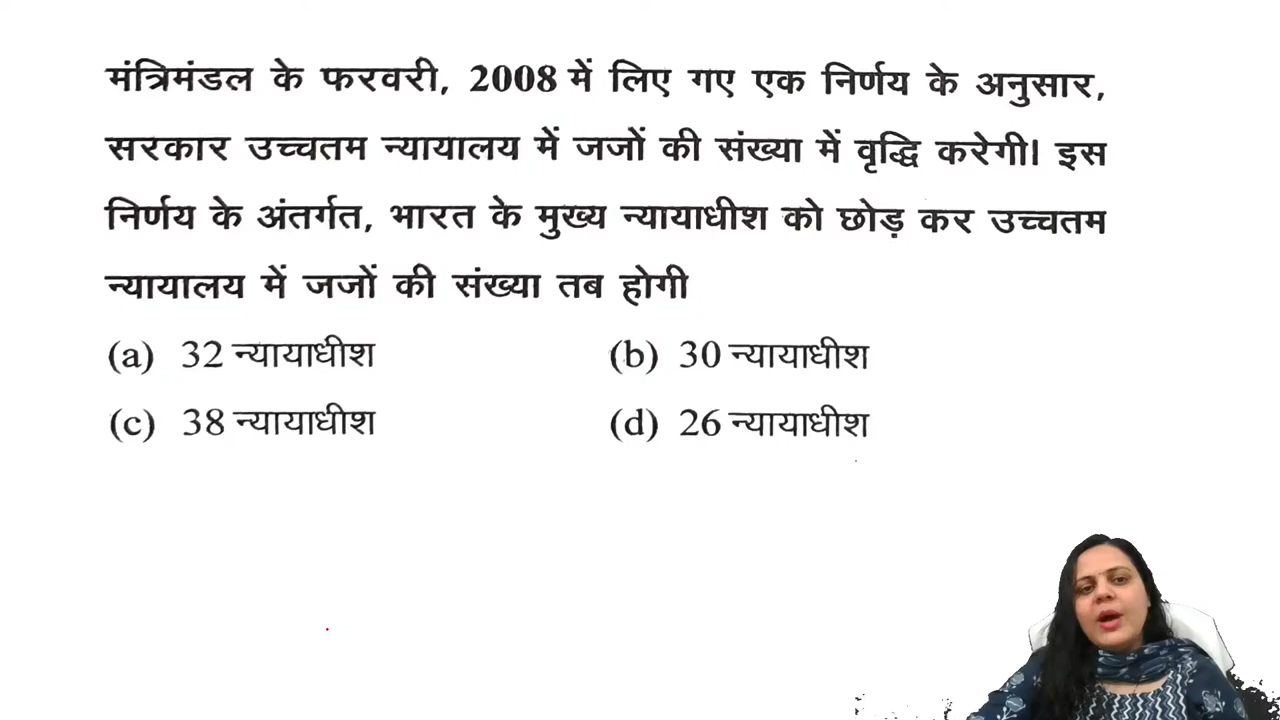 मंत्रिमंडल के फरवरी, 2008 में लिए गए एक निर्णय के अनुसार,
सरकार उच्चतम न्यायालय में जजों की संख्या में वृद्धि करेगी। इस
निर्णय के अंतर्गत, भारत के मुख्य न्यायाधीश को छोड़ कर उच्चतम
न्यायालय में जजों की संख्या तब होगी
(a) 32 न्यायाधीश (b) 30 न्यायाधीश
(c) 38 न्यायाधीश (d) 26 न्यायाधीश